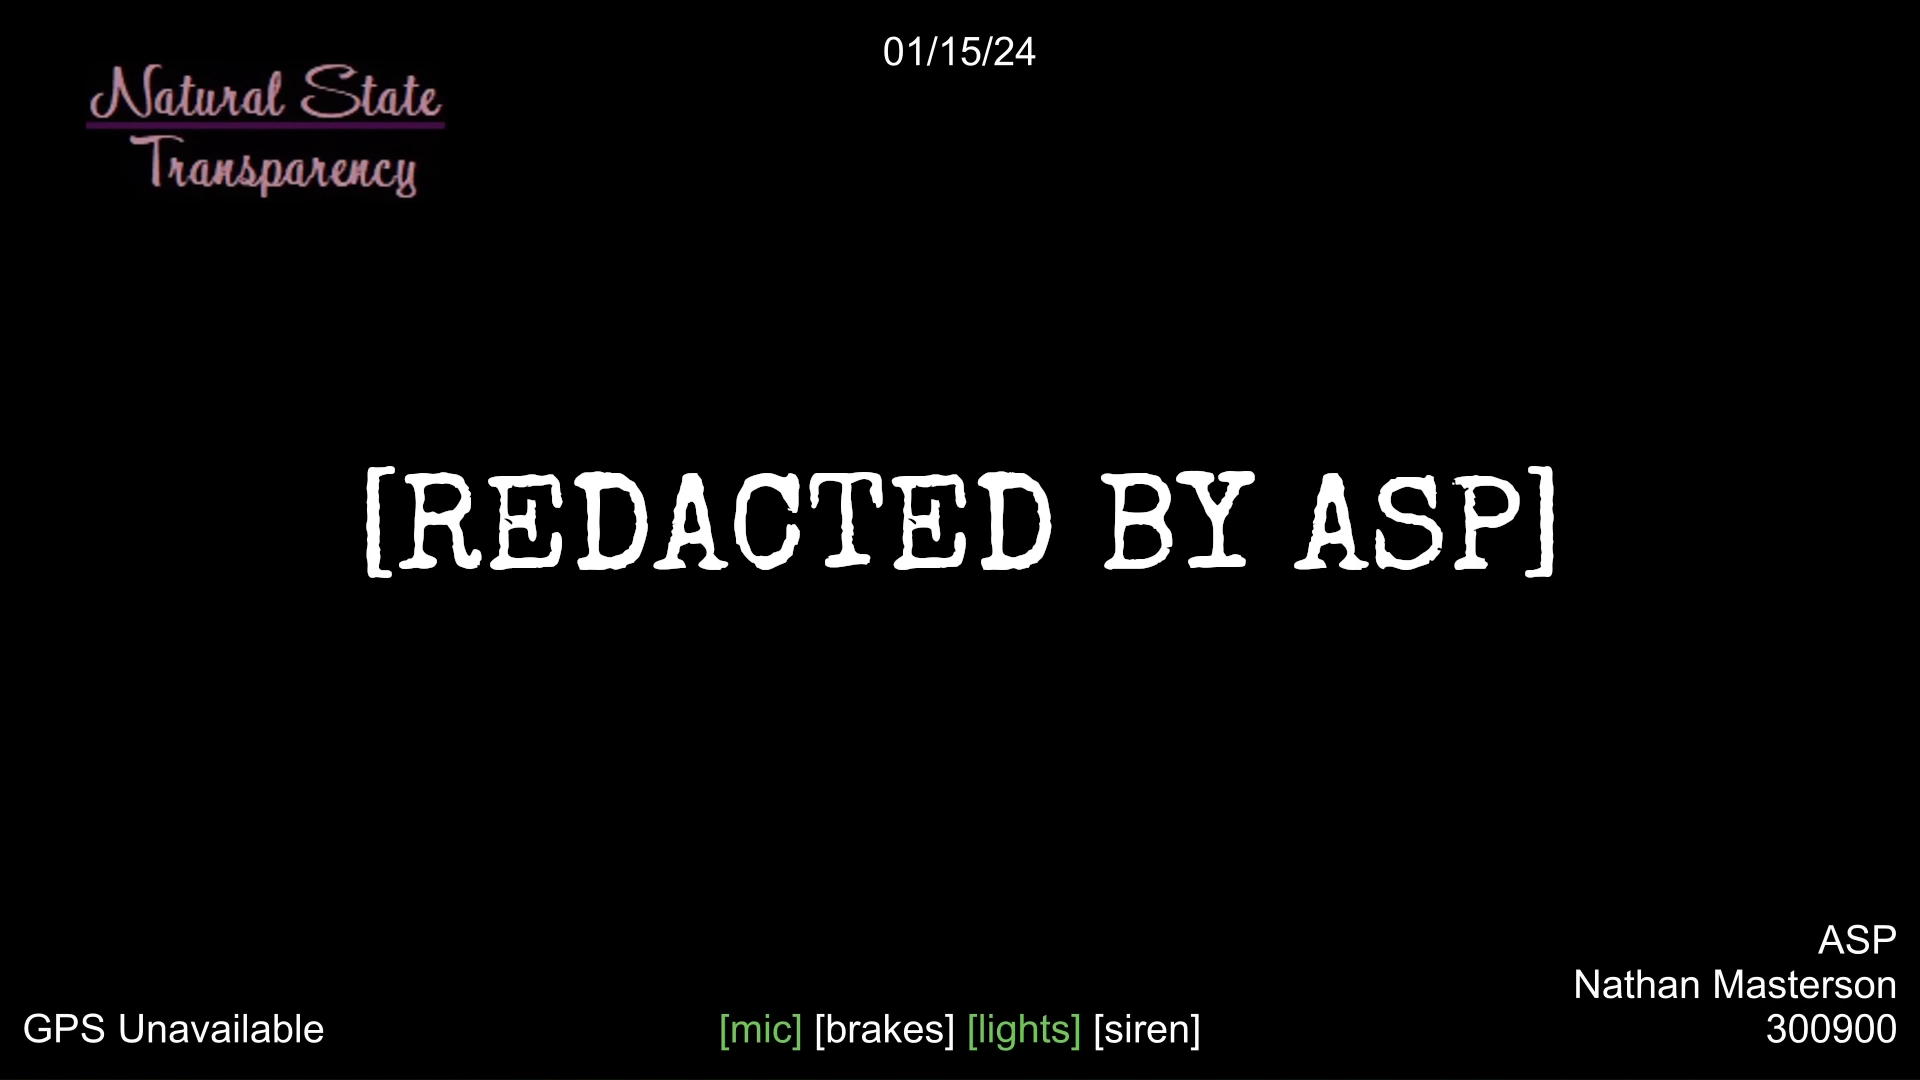 01/15/24
Natural State
Transparency
[REDACTED BY ASP]
ASP
Nathan Masterson
GPS Unavailable [mic] [brakes] [lights] [siren] 300900